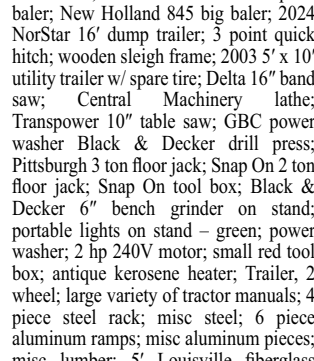 baler; New Holland 845 big baler; 2024
NorStar 16′ dump trailer; 3 point quick
hitch; wooden sleigh frame; 2003 5′ x 10′
utility trailer w/ spare tire; Delta 16″ band
saw; Central Machinery lathe;
Transpower 10″ table saw; GBC power
washer Black & Decker drill press;
Pittsburgh 3 ton floor jack; Snap On 2 ton
floor jack; Snap On tool box; Black &
Decker 6″ bench grinder on stand;
portable lights on stand – green; power
washer; 2 hp 240V motor; small red tool
box; antique kerosene heater; Trailer, 2
wheel; large variety of tractor manuals; 4
piece steel rack; misc steel; 6 piece
aluminum ramps; misc aluminum pieces;
misc lumber; 5′ Louisville fiberglass